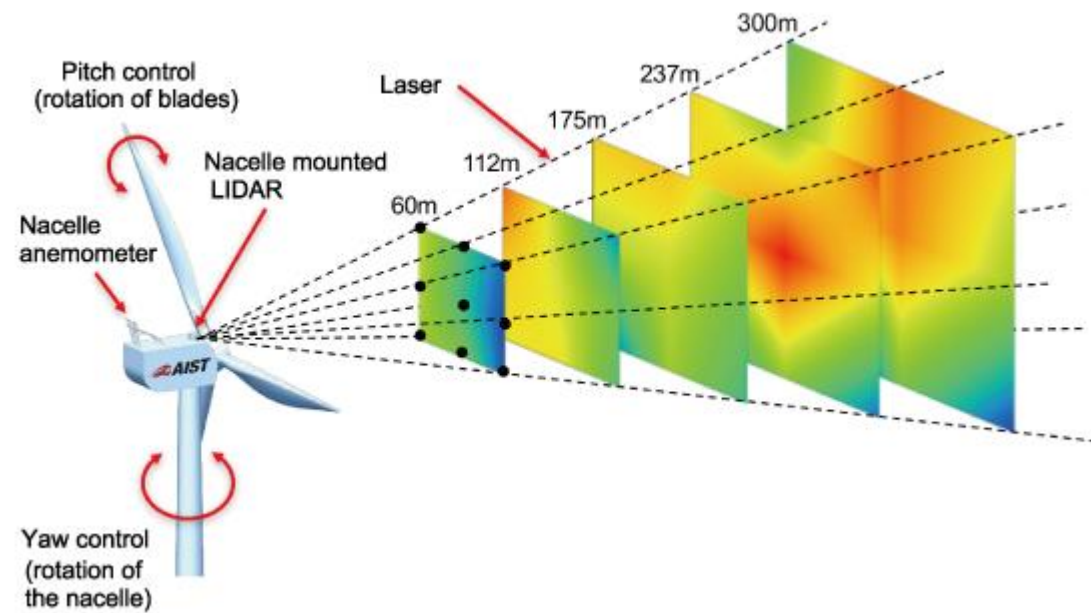 300m
Pitch control
(rotation of blades)
237m
Laser
175m
Nacelle mounted
LIDAR
112m
60m
Nacelle
anemometer
AIST
Yaw control
(rotation of
the nacelle)